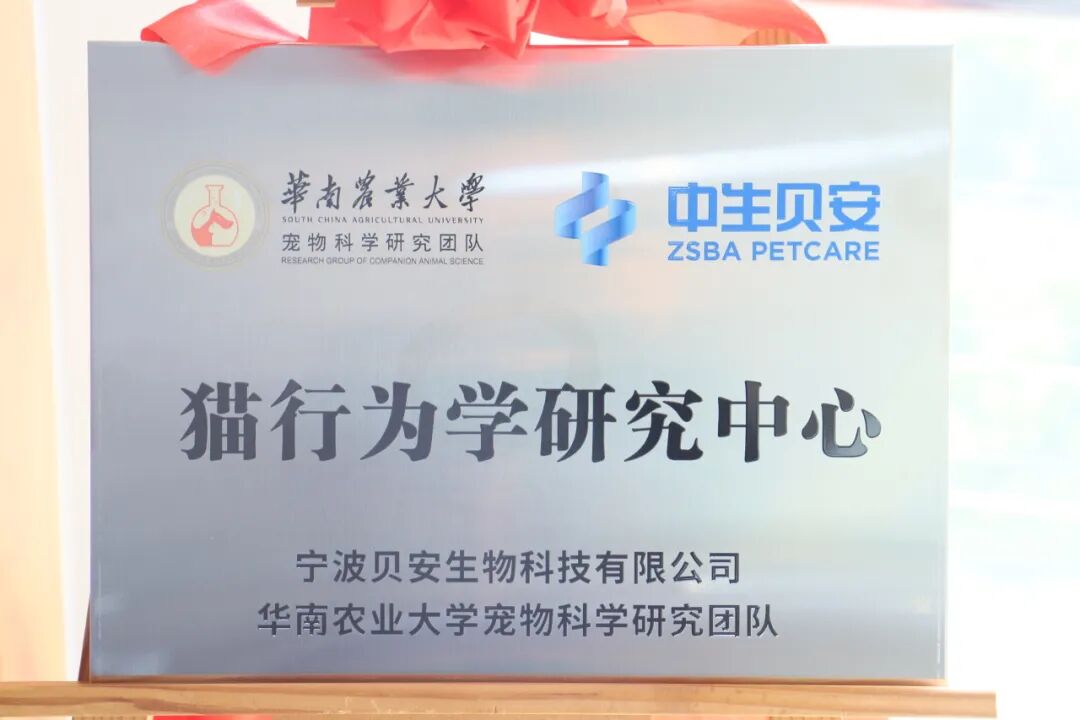 華南農業大學
SOUTH CHINA AGRICULTURAL UNIVERSITY
宠物科学研究团队
RESEARCH GROUP OF COMPANION ANIMAL SCIENCE
中生贝安
ZSBA PETCARE
猫行为学研究中心
宁波贝安生物科技有限公司
华南农业大学宠物科学研究团队